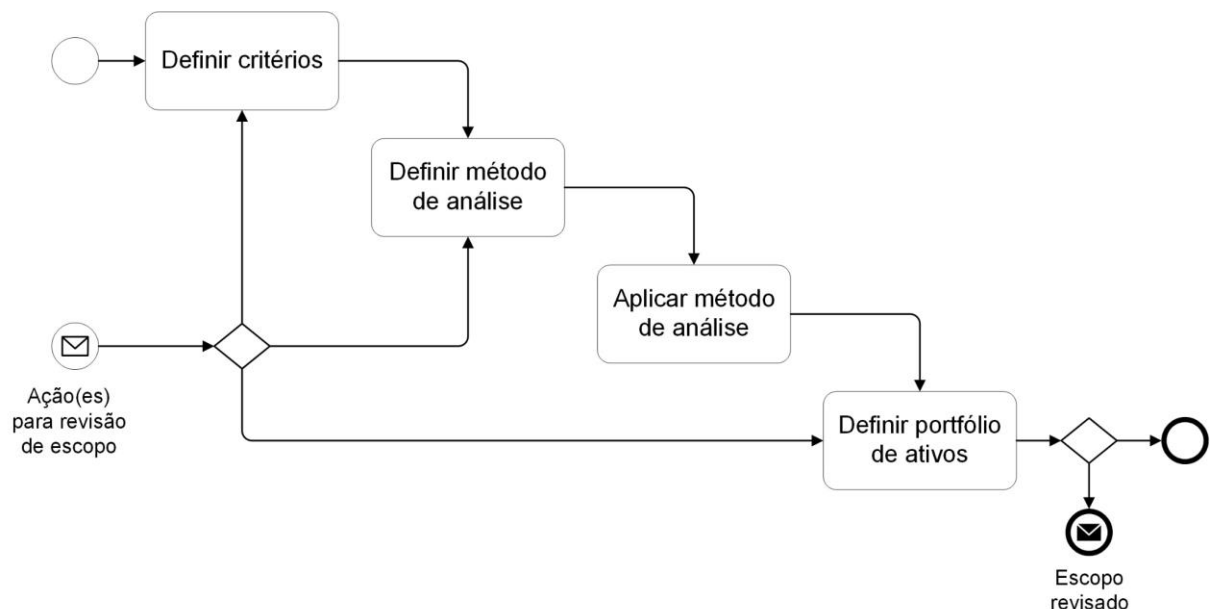 Definir critérios
Definir método
de análise
Aplicar método
de análise
Ação(es)
para revisão
de escopo
Definir portfólio
de ativos
Escopo
revisado